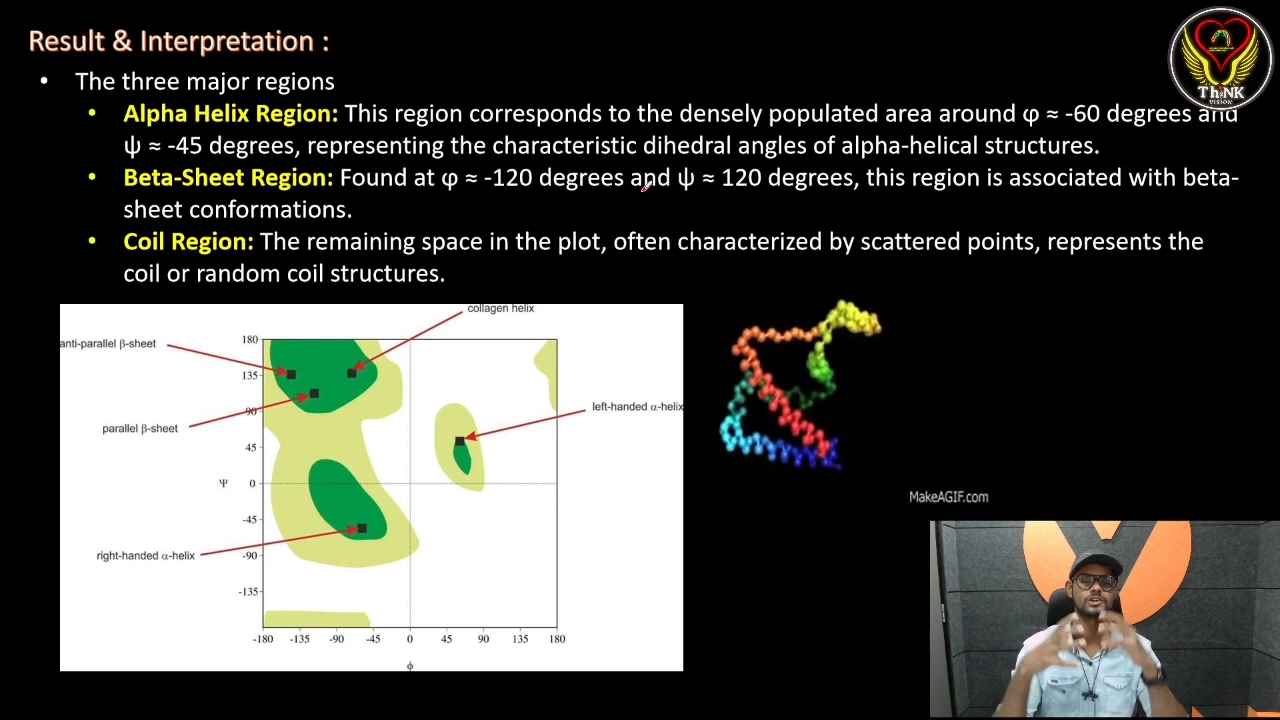 Result & Interpretation :
• The three major regions
• Alpha Helix Region: This region corresponds to the densely populated area around φ ≈ -60 degrees and
ψ ≈ -45 degrees, representing the characteristic dihedral angles of alpha-helical structures.
• Beta-Sheet Region: Found at φ ≈ -120 degrees and ψ ≈ 120 degrees, this region is associated with beta-
sheet conformations.
• Coil Region: The remaining space in the plot, often characterized by scattered points, represents the
coil or random coil structures.
ThiNK
VISION
collagen helix
anti-parallel β-sheet
left-handed α-helix
parallel β-sheet
right-handed α-helix
180
135
90
45
Ψ 0
-45
-90
-135
-180 -135 -90 -45 0 45 90 135 180
ϕ
MakeAGIF.com